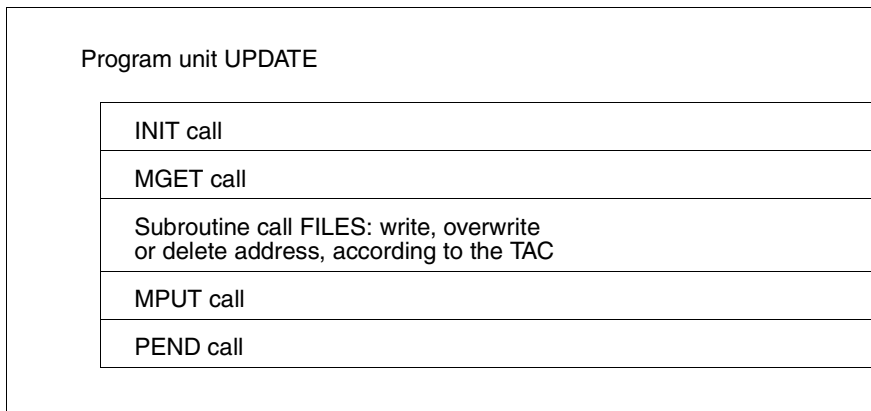 Program unit UPDATE
INIT call
MGET call
Subroutine call FILES: write, overwrite
or delete address, according to the TAC
MPUT call
PEND call